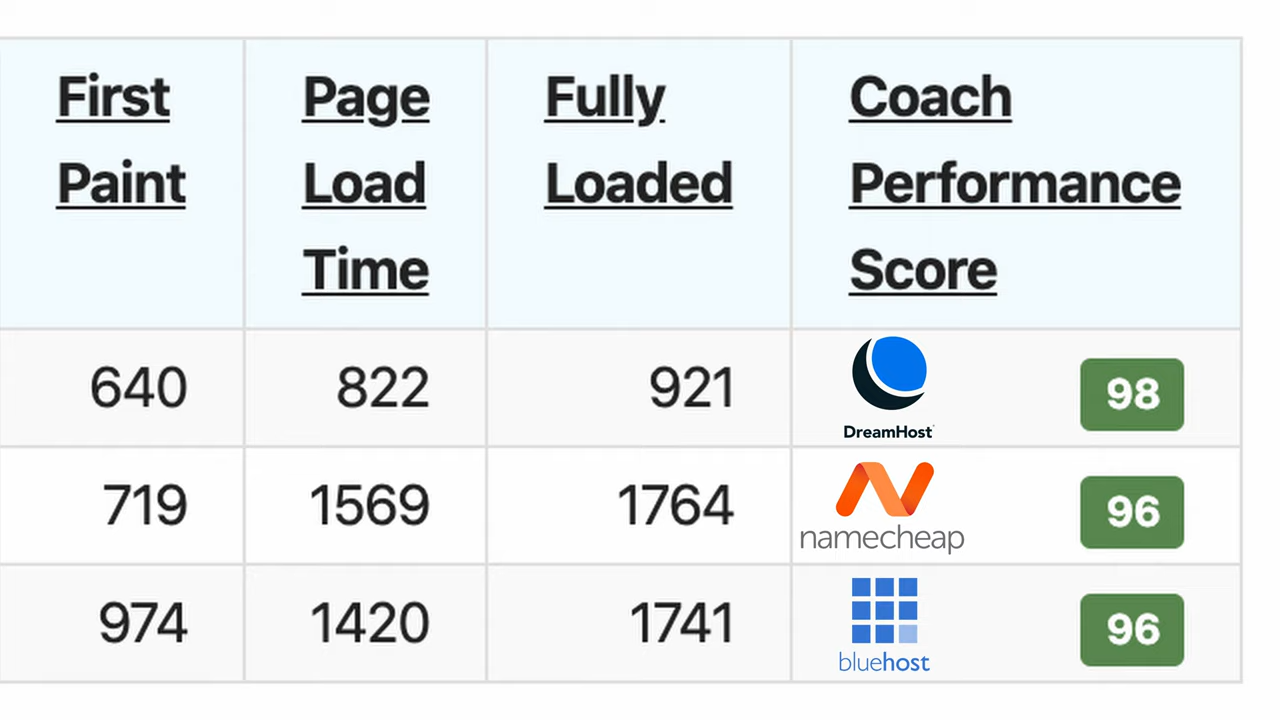 First Paint
Page Load Time
Fully Loaded
Coach Performance Score
640 822 921 DreamHost 98
719 1569 1764 namecheap 96
974 1420 1741 bluehost 96